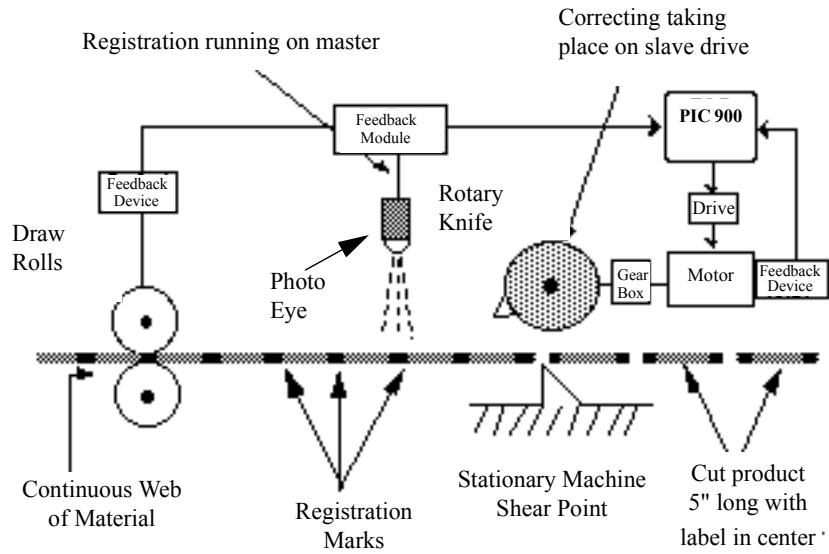 Registration running on master
Correcting taking
place on slave drive
Feedback
Module
PIC 900
Feedback
Device
Drive
Draw
Rolls
Rotary
Knife
Photo
Eye
Gear
Box
Motor
Feedback
Device
Continuous Web
of Material
Registration
Marks
Stationary Machine
Shear Point
Cut product
5" long with
label in center